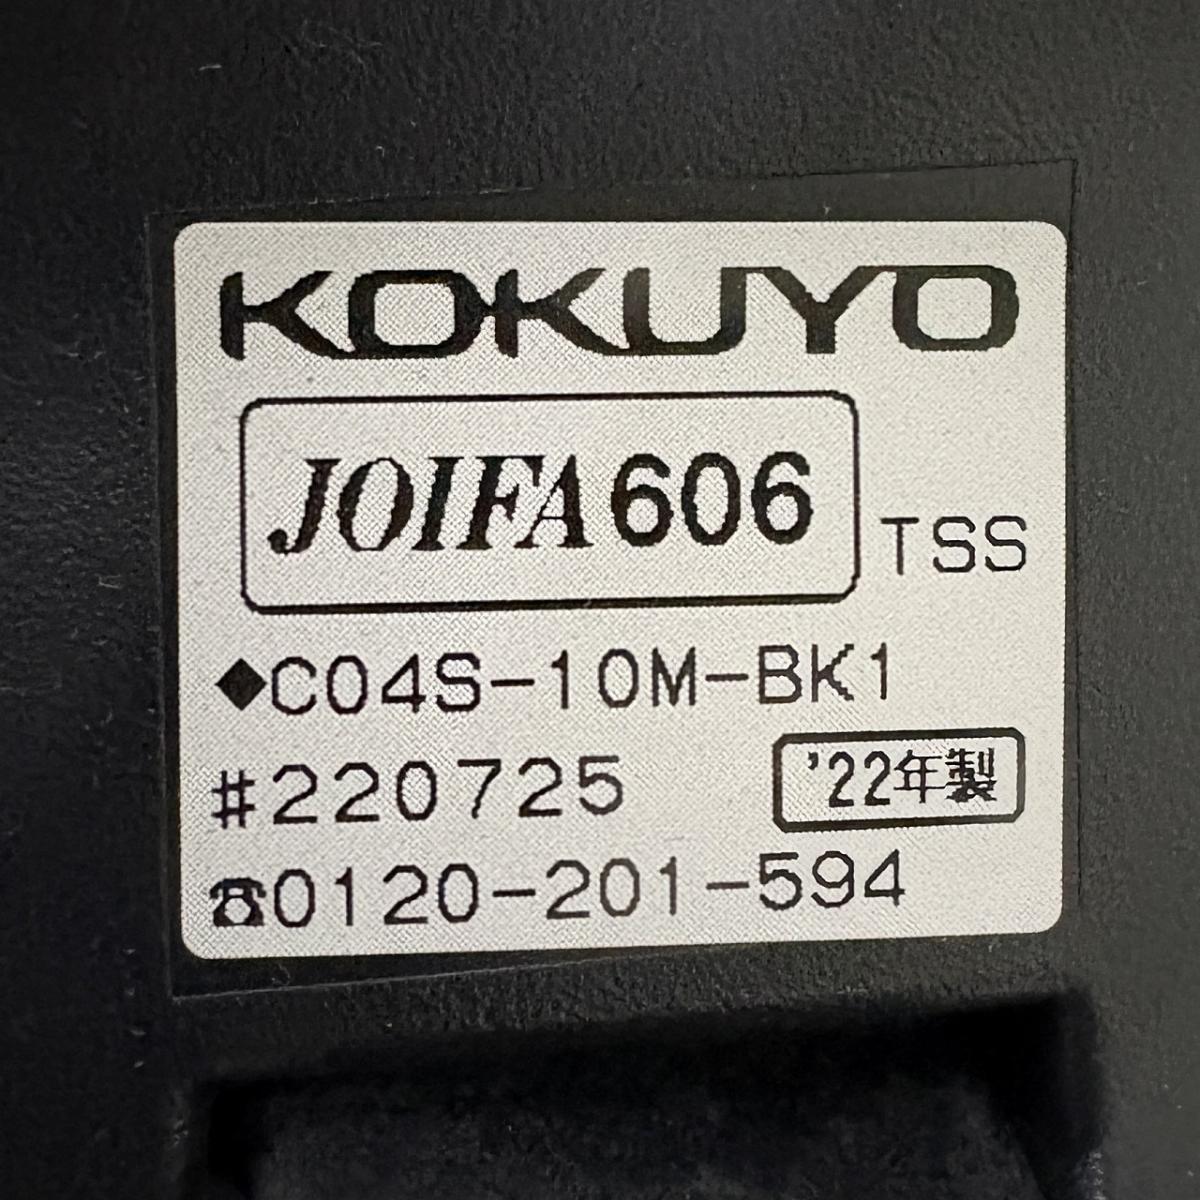 KOKUYO
JOIFA606 TSS
◆C04S-10M-BK1
#220725 '22年製
☎0120-201-594